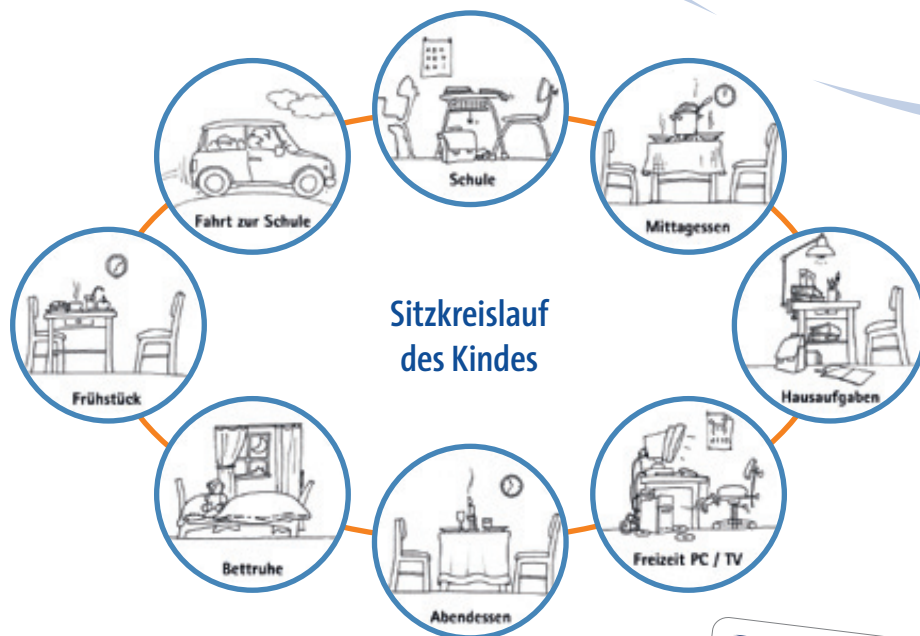 Schule
Fahrt zur Schule
Mittagessen
Sitzkreislauf
des Kindes
Frühstück
Hausaufgaben
Bettruhe
Freizeit PC / TV
Abendessen